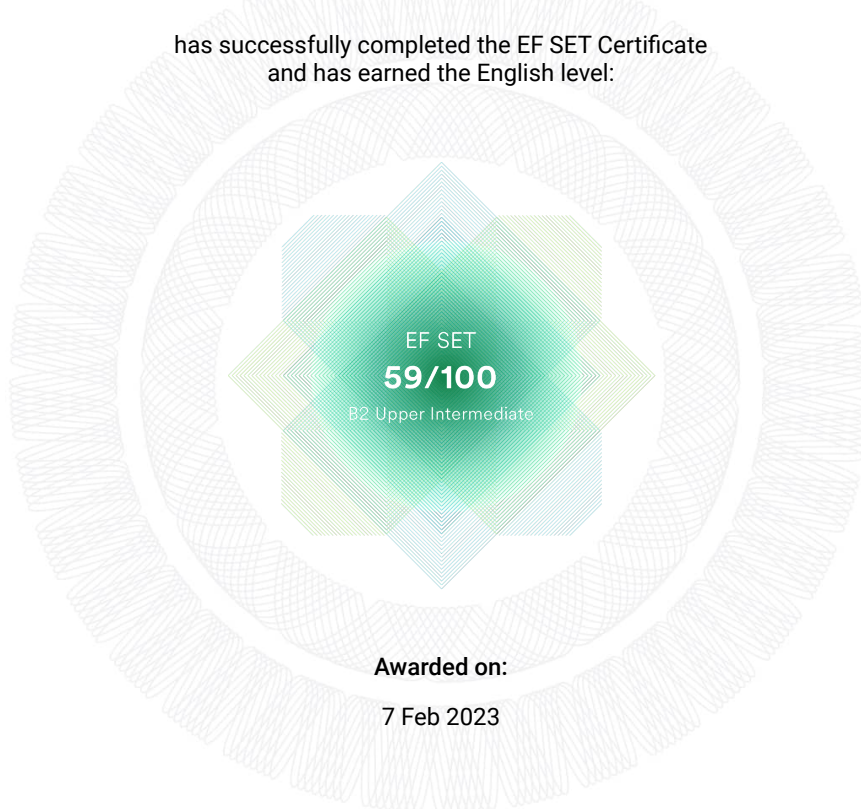 has successfully completed the EF SET Certificate
and has earned the English level:
EF SET
59/100
B2 Upper Intermediate
Awarded on:
7 Feb 2023